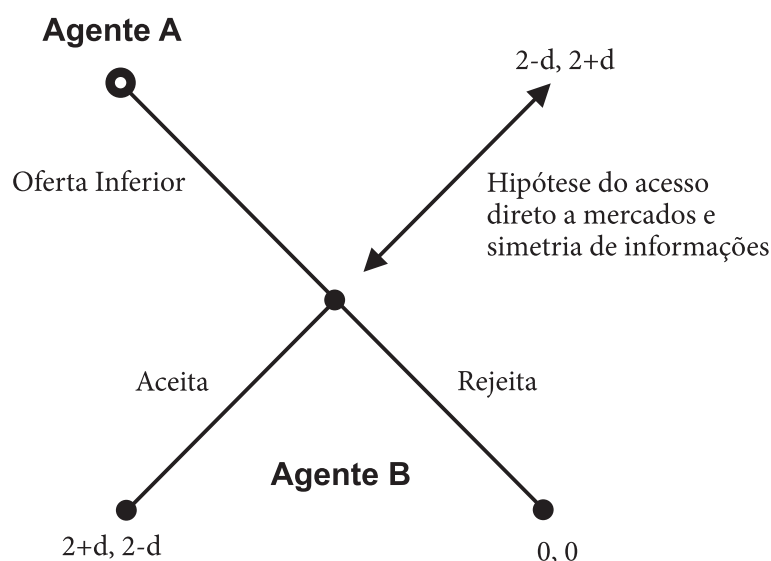 Agente A
2-d, 2+d
Oferta Inferior
Hipótese do acesso
direto a mercados e
simetria de informações
Aceita
Rejeita
Agente B
2+d, 2-d
0, 0